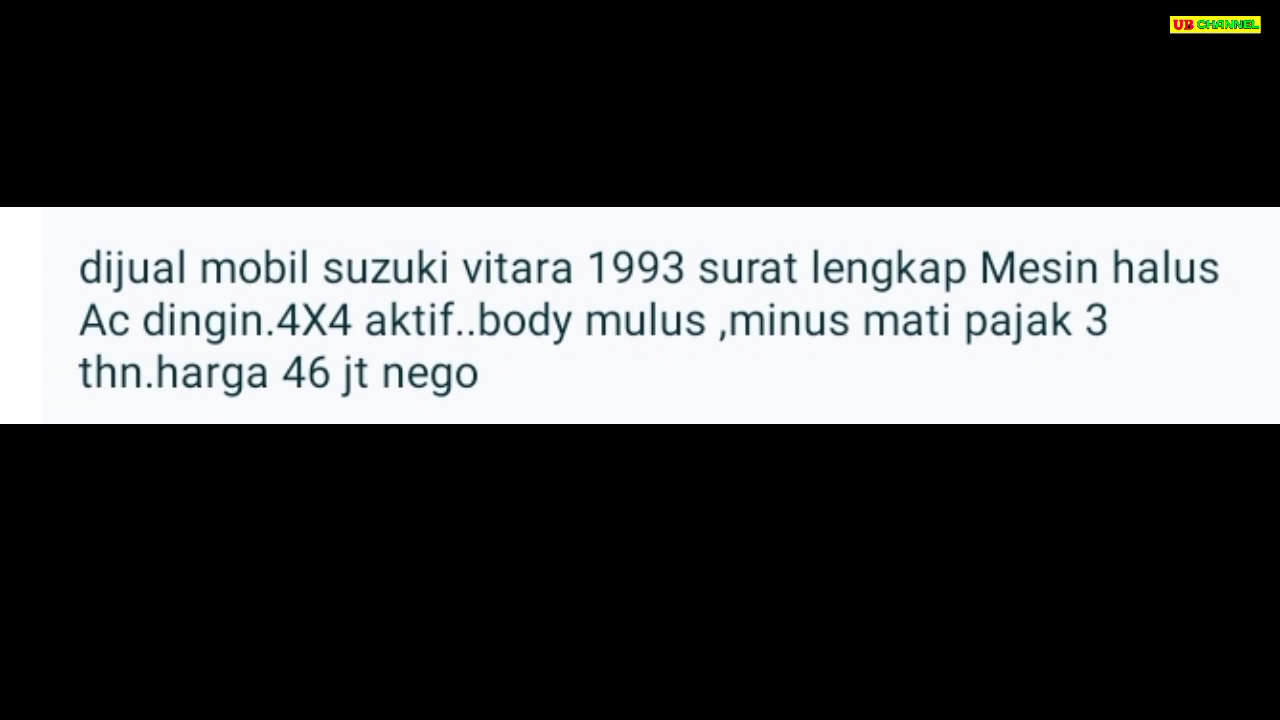 UB CHANNEL
dijual mobil suzuki vitara 1993 surat lengkap Mesin halus
Ac dingin.4X4 aktif..body mulus ,minus mati pajak 3
thn.harga 46 jt nego